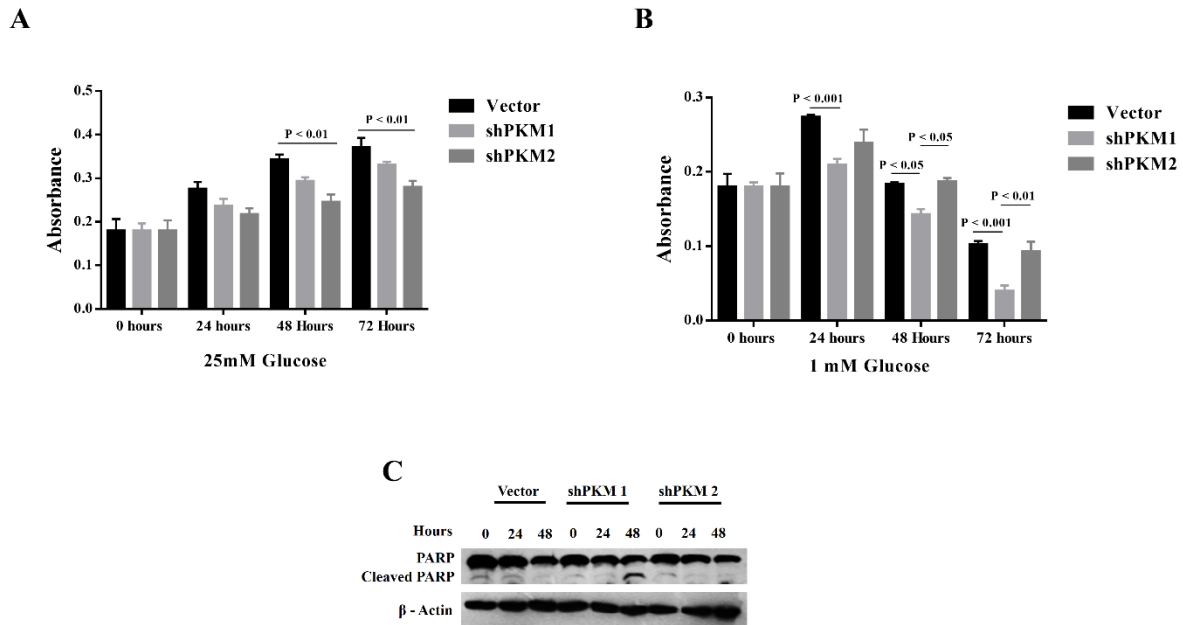 A
0.5
0.4
0.3
0.2
0.1
0.0
Absorbance
P < 0.01
P < 0.01
Vector
shPKM1
shPKM2
0 hours 24 hours 48 Hours 72 Hours
25mM Glucose
B
0.3
0.2
0.1
0.0
Absorbance
P < 0.001
P < 0.05
P < 0.05
P < 0.01
P < 0.001
Vector
shPKM1
shPKM2
0 hours 24 hours 48 Hours 72 hours
1 mM Glucose
C
Vector shPKM 1 shPKM 2
Hours 0 24 48 0 24 48 0 24 48
PARP
Cleaved PARP
β - Actin